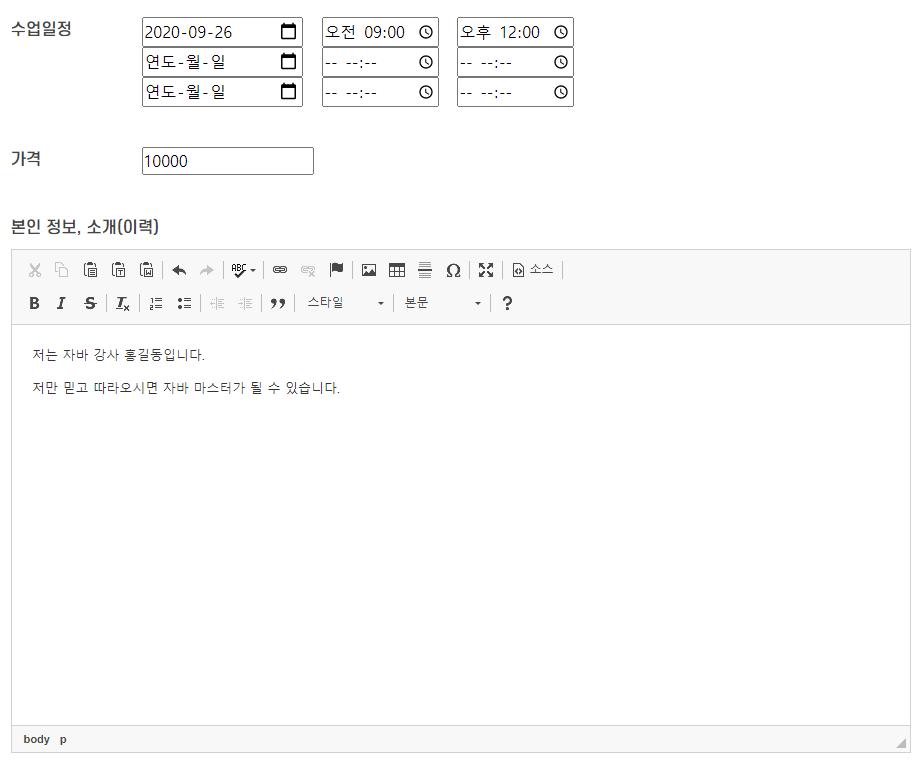 수업일정 2020-09-26 오전 09:00 오후 12:00
연도-월-일 -- --:-- -- --:--
연도-월-일 -- --:-- -- --:--
가격 10000
본인 정보, 소개(이력)
ABC Ω 소스
B I S Tx 스타일 본문 ?
저는 자바 강사 홍길동입니다.
저만 믿고 따라오시면 자바 마스터가 될 수 있습니다.
body p